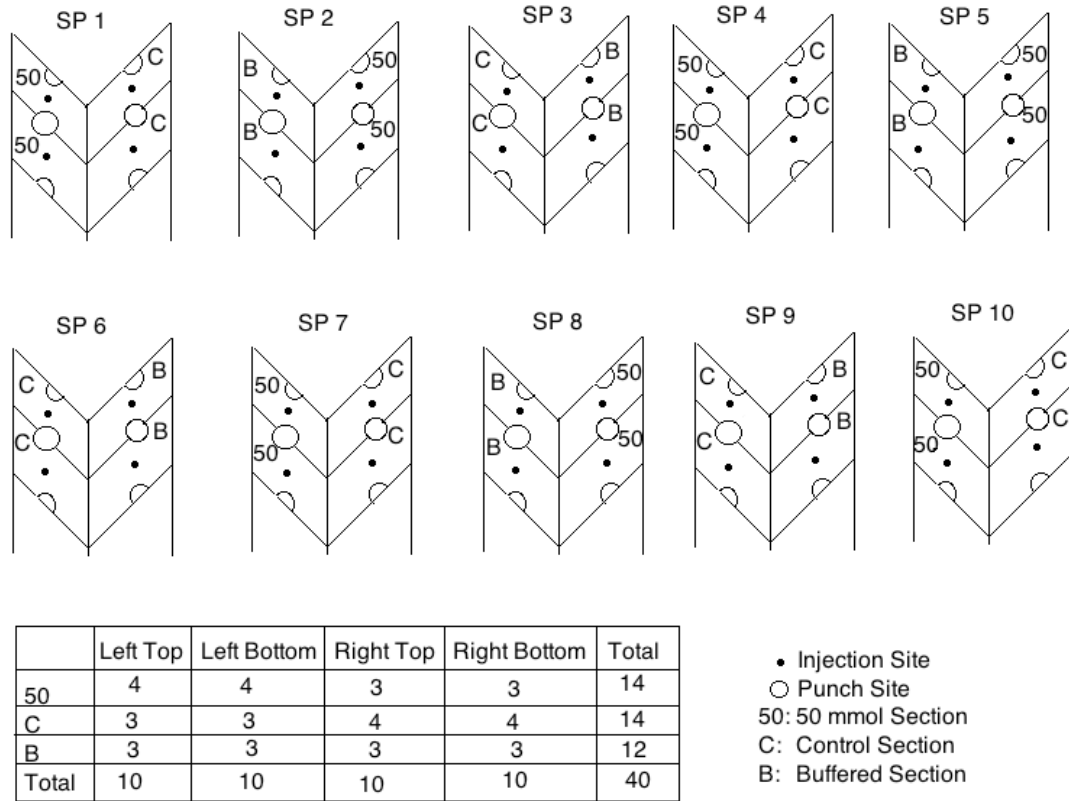 SP 1 SP 2 SP 3 SP 4 SP 5
50 C B 50 C B 50 C B 50
50 C B 50 C B 50 C B 50
SP 6 SP 7 SP 8 SP 9 SP 10
C B 50 C B 50 C B 50 C
C B 50 C B 50 C B 50 C
Left Top Left Bottom Right Top Right Bottom Total
50 4 4 3 3 14
C 3 3 4 4 14
B 3 3 3 3 12
Total 10 10 10 10 40
Injection Site
Punch Site
50: 50 mmol Section
C: Control Section
B: Buffered Section